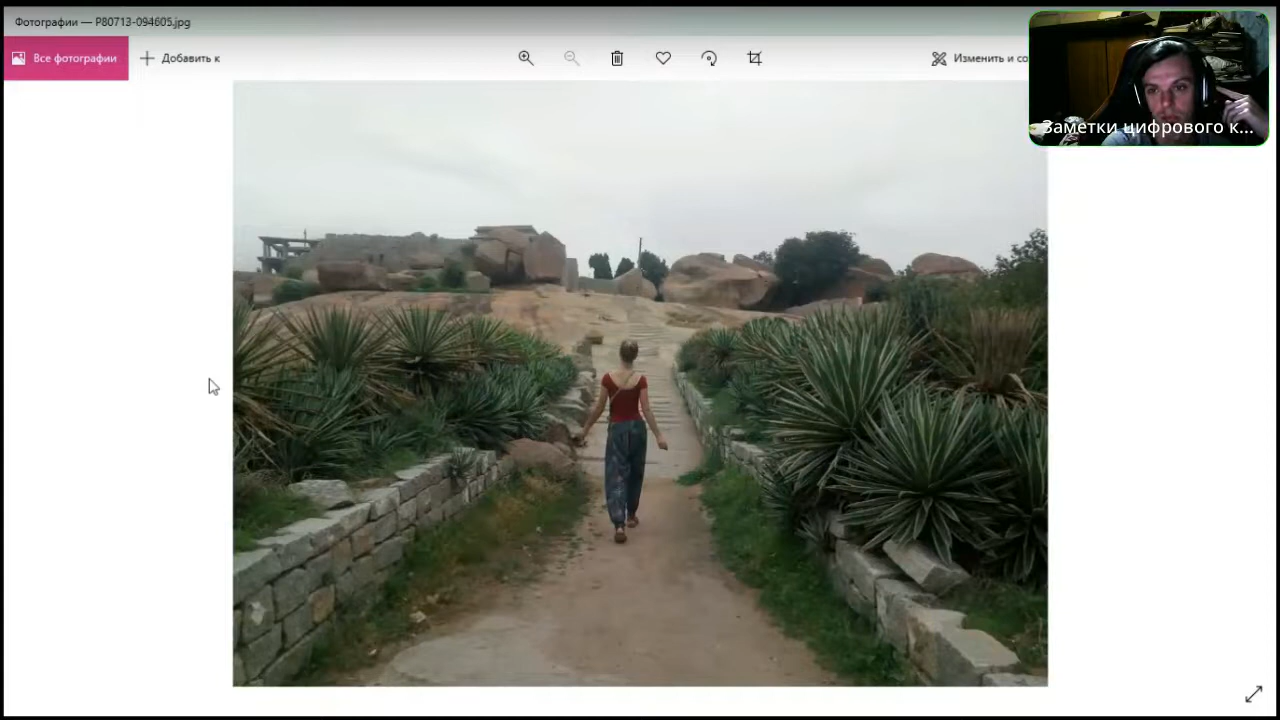 Фотографии — P80713-094605.jpg
Все фотографии
Добавить к
Изменить и со
Заметки цифрового к...